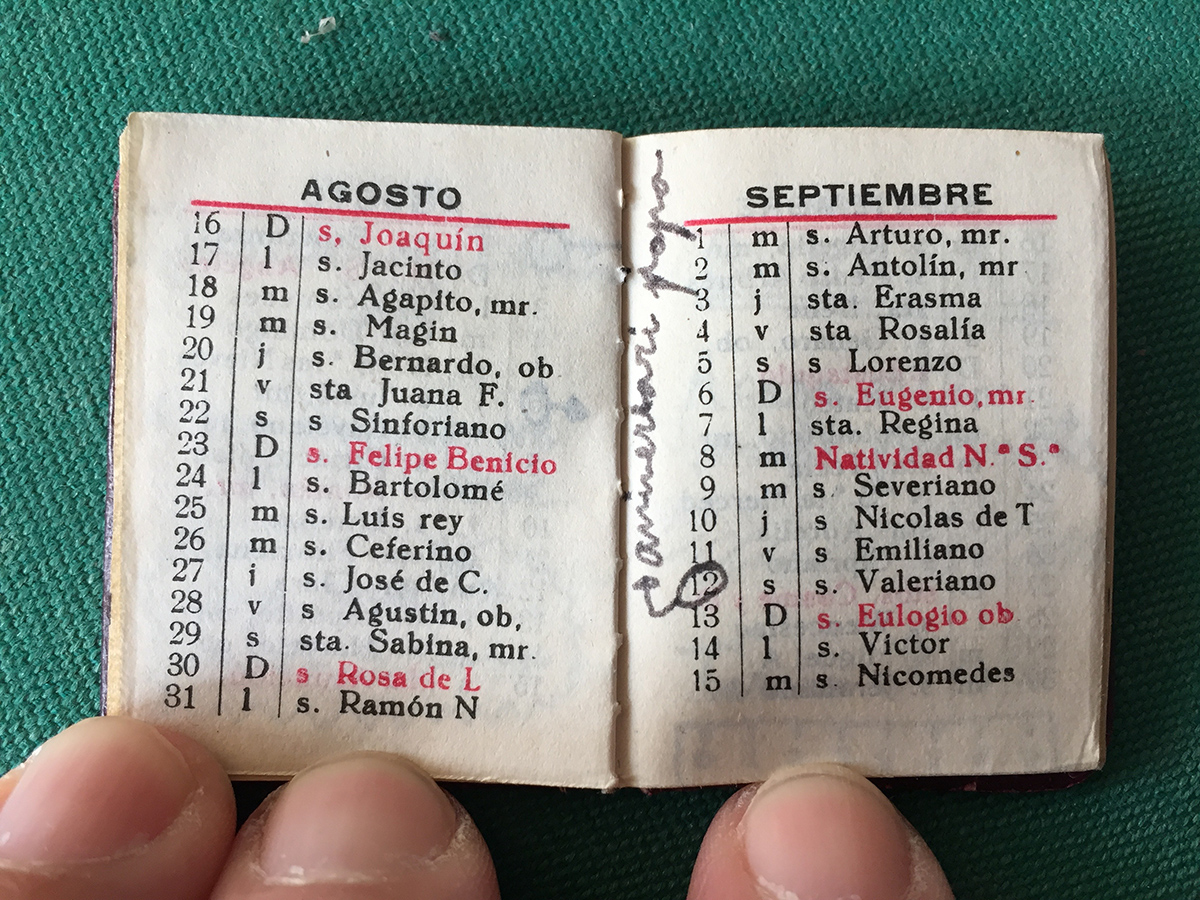 AGOSTO
16 D s, Joaquín
17 l s. Jacinto
18 m s. Agapito, mr.
19 m s. Magin
20 j s. Bernardo, ob
21 v sta Juana F.
22 s s Sinforiano
23 D s. Felipe Benicio
24 l s. Bartolomé
25 m s. Luis rey
26 m s. Ceferino
27 j s. José de C.
28 v s Agustin, ob,
29 s sta. Sabina, mr.
30 D s Rosa de L
31 l s. Ramón N
aniversari papa
SEPTIEMBRE
1 m s. Arturo, mr.
2 m s. Antolín, mr
3 j sta. Erasma
4 v sta Rosalía
5 s s Lorenzo
6 D s. Eugenio, mr.
7 l sta. Regina
8 m Natividad N.ª S.ª
9 m s. Severiano
10 j s Nicolas de T
11 v s Emiliano
12 s s. Valeriano
13 D s. Eulogio ob
14 l s. Victor
15 m s. Nicomedes